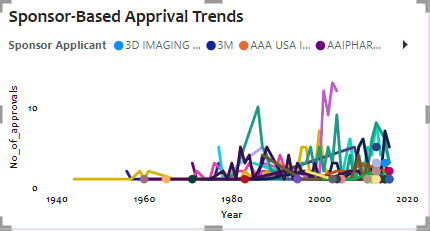 Sponsor-Based Apprival Trends
Sponsor Applicant 3D IMAGING ... 3M AAA USA I... AAIPHAR...
10
No_of_approvals
0
1940 1960 1980 2000 2020
Year